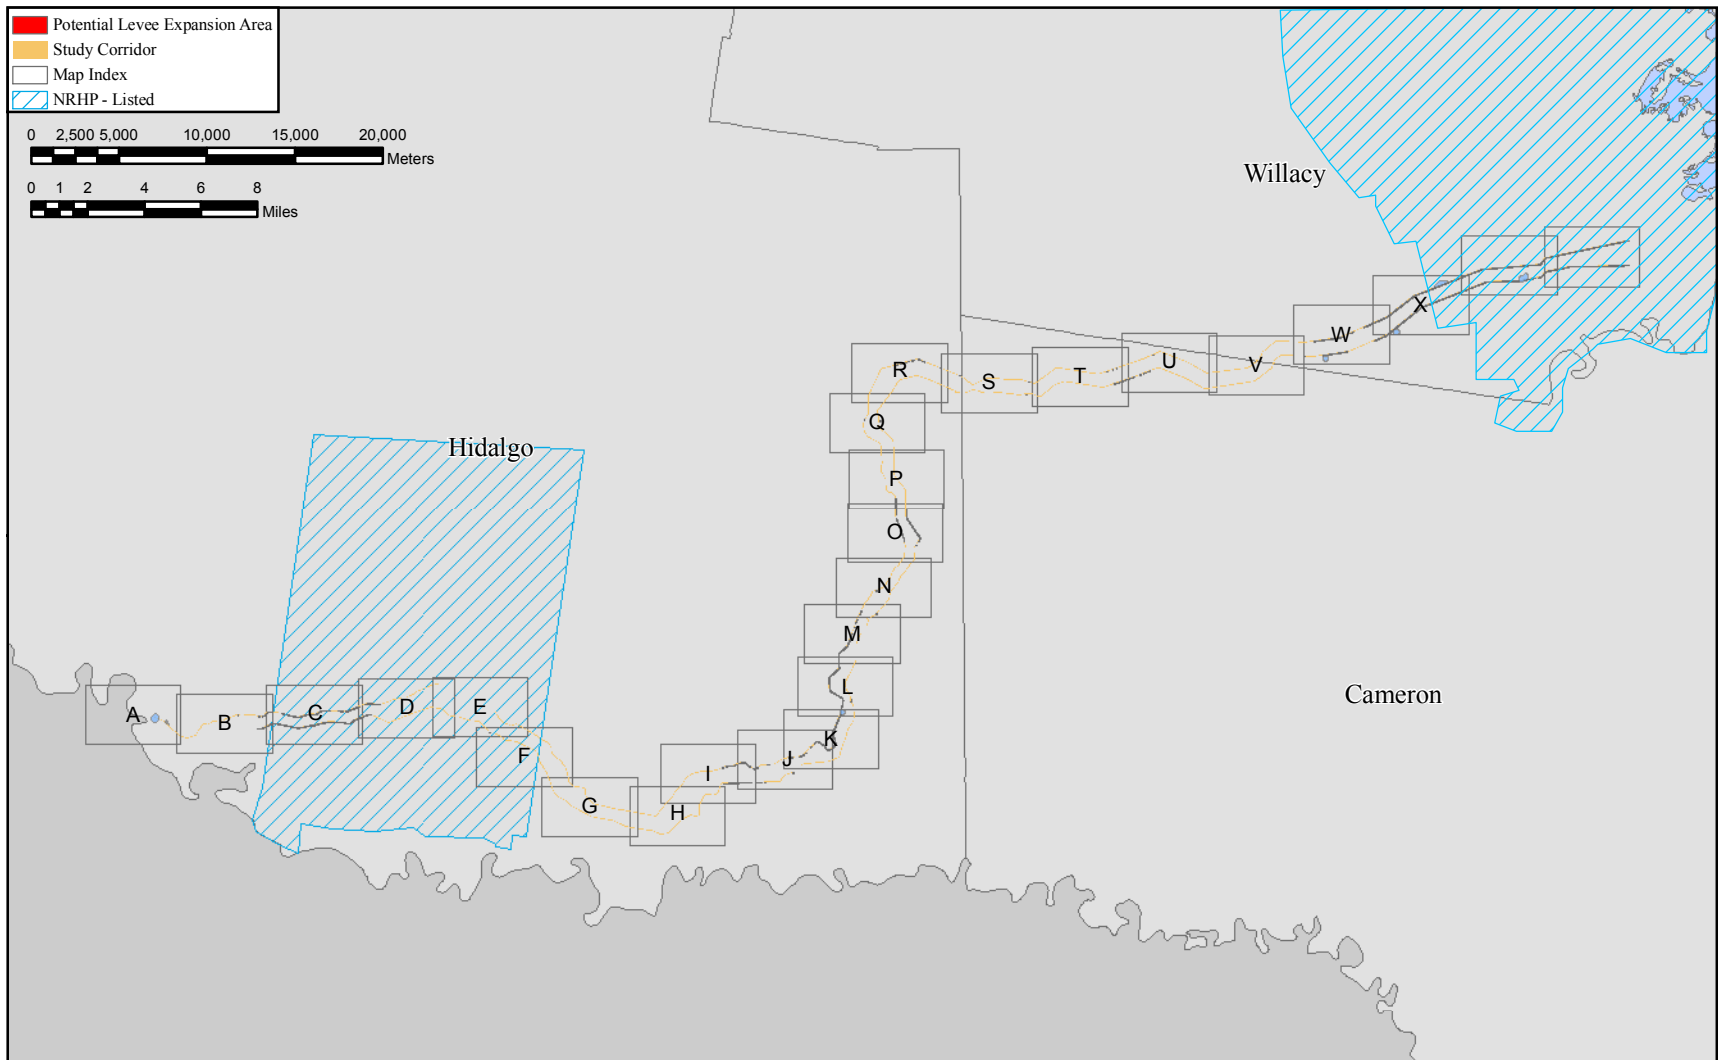 Potential Levee Expansion Area
Study Corridor
Map Index
NRHP - Listed
0 2,500 5,000 10,000 15,000 20,000
Meters
0 1 2 4 6 8
Miles
Willacy
X
W
V
U
T
S
R
Q
Hidalgo
P
O
N
M
L
Cameron
A
B
C
D
E
F
G
H
I
J
K